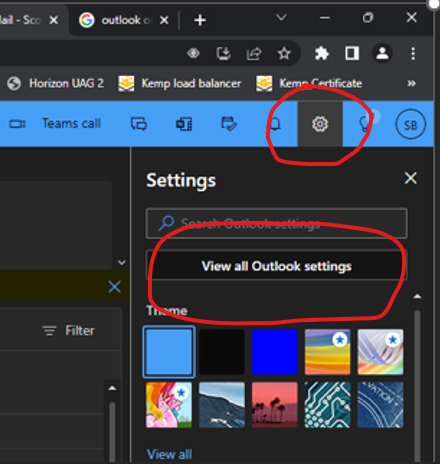 ail - Sco
outlook o
Horizon UAG 2 Kemp load balancer Kemp Certificate »
Teams call SB
Settings
Search Outlook settings
View all Outlook settings
Theme
Filter
View all